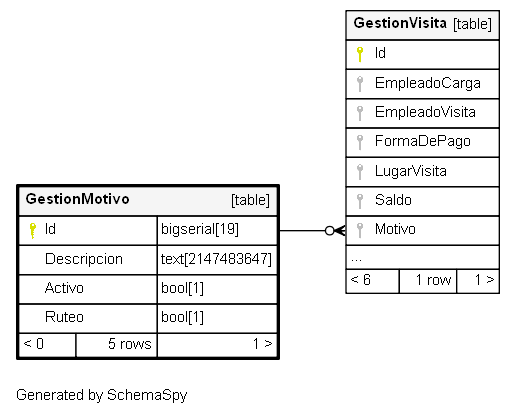 GestionVisita [table]
Id
EmpleadoCarga
EmpleadoVisita
FormaDePago
LugarVisita
Saldo
Motivo
...
< 6 1 row 1 >
GestionMotivo [table]
Id bigserial[19]
Descripcion text[2147483647]
Activo bool[1]
Ruteo bool[1]
< 0 5 rows 1 >
Generated by SchemaSpy